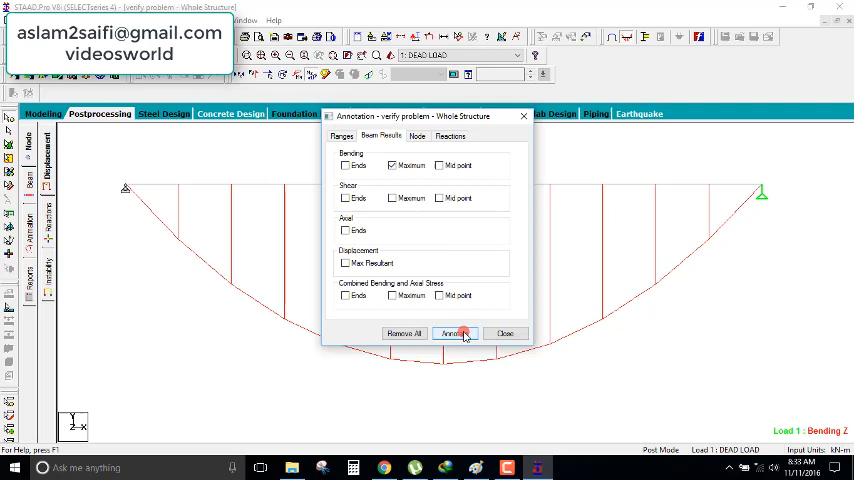 STAAD.Pro V8i (SELECTseries 4) - [verify problem - Whole Structure]
aslam2saifi@gmail.com
videosworld
Window Help
1: DEAD LOAD
Modeling Postprocessing Steel Design Concrete Design Foundation Slab Design Piping Earthquake
Node
Beam
Animation
Reports
Displacement
Reactions
Instability
Annotation - verify problem - Whole Structure
Ranges Beam Results Node Reactions
Bending
Ends Maximum Mid point
Shear
Ends Maximum Mid point
Axial
Ends
Displacement
Max Resultant
Combined Bending and Axial Stress
Ends Maximum Mid point
Remove All Annotate Close
Y
Z X
Load 1 : Bending Z
For Help, press F1
Post Mode Load 1 : DEAD LOAD Input Units: kN-m
Ask me anything
8:33 AM
11/11/2016